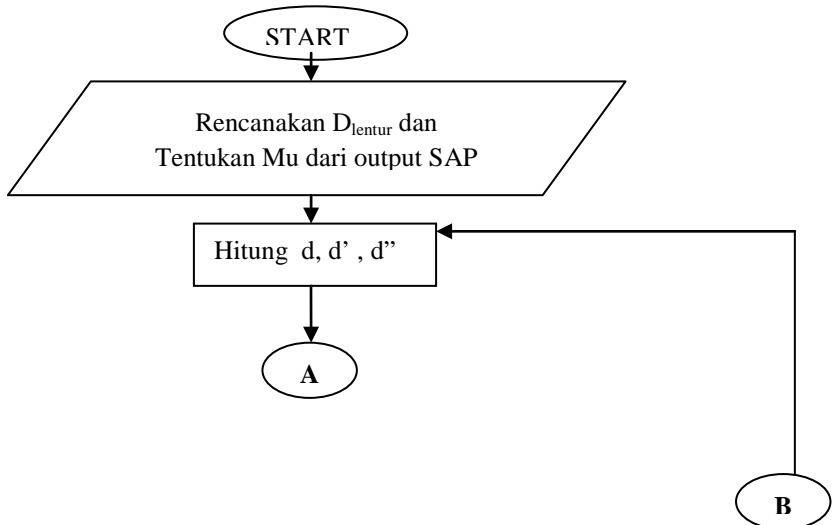 START
Rencanakan Dlentur dan
Tentukan Mu dari output SAP
Hitung d, d’ , d”
A
B